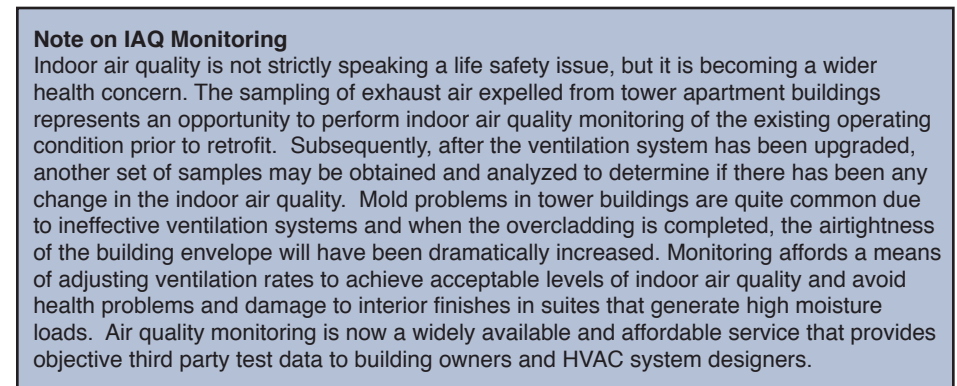 Note on IAQ Monitoring
Indoor air quality is not strictly speaking a life safety issue, but it is becoming a wider
health concern. The sampling of exhaust air expelled from tower apartment buildings
represents an opportunity to perform indoor air quality monitoring of the existing operating
condition prior to retrofit.  Subsequently, after the ventilation system has been upgraded,
another set of samples may be obtained and analyzed to determine if there has been any
change in the indoor air quality.  Mold problems in tower buildings are quite common due
to ineffective ventilation systems and when the overcladding is completed, the airtightness
of the building envelope will have been dramatically increased. Monitoring affords a means
of adjusting ventilation rates to achieve acceptable levels of indoor air quality and avoid
health problems and damage to interior finishes in suites that generate high moisture
loads.  Air quality monitoring is now a widely available and affordable service that provides
objective third party test data to building owners and HVAC system designers.